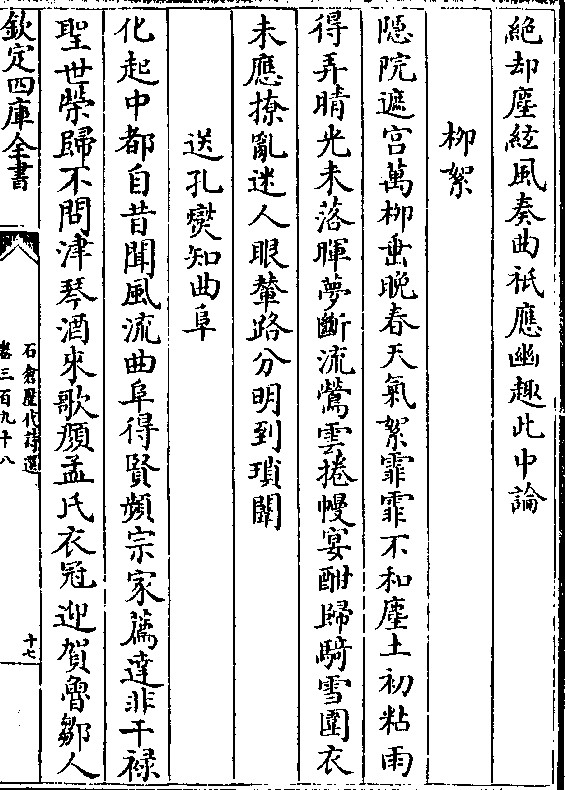 絶却塵絃風奏曲祇應幽趣此中論
柳絮
隠院遮宫萬柳垂晩春天氣絮霏霏不和塵土初粘雨
得弄晴光未落暉夢斷流鶯雲捲幔宴酣歸騎雪圍衣
未應撩亂迷人眼輦路分明到瑣闈
送孔㷟知曲阜
化起中都自昔聞風流曲阜得賢頻宗家薦達非干禄
聖世榮歸不問津琴酒來歌顔孟氏衣冠迎賀魯鄒人
欽定四庫全書
石倉歴代詩選
卷三百九十八
十七